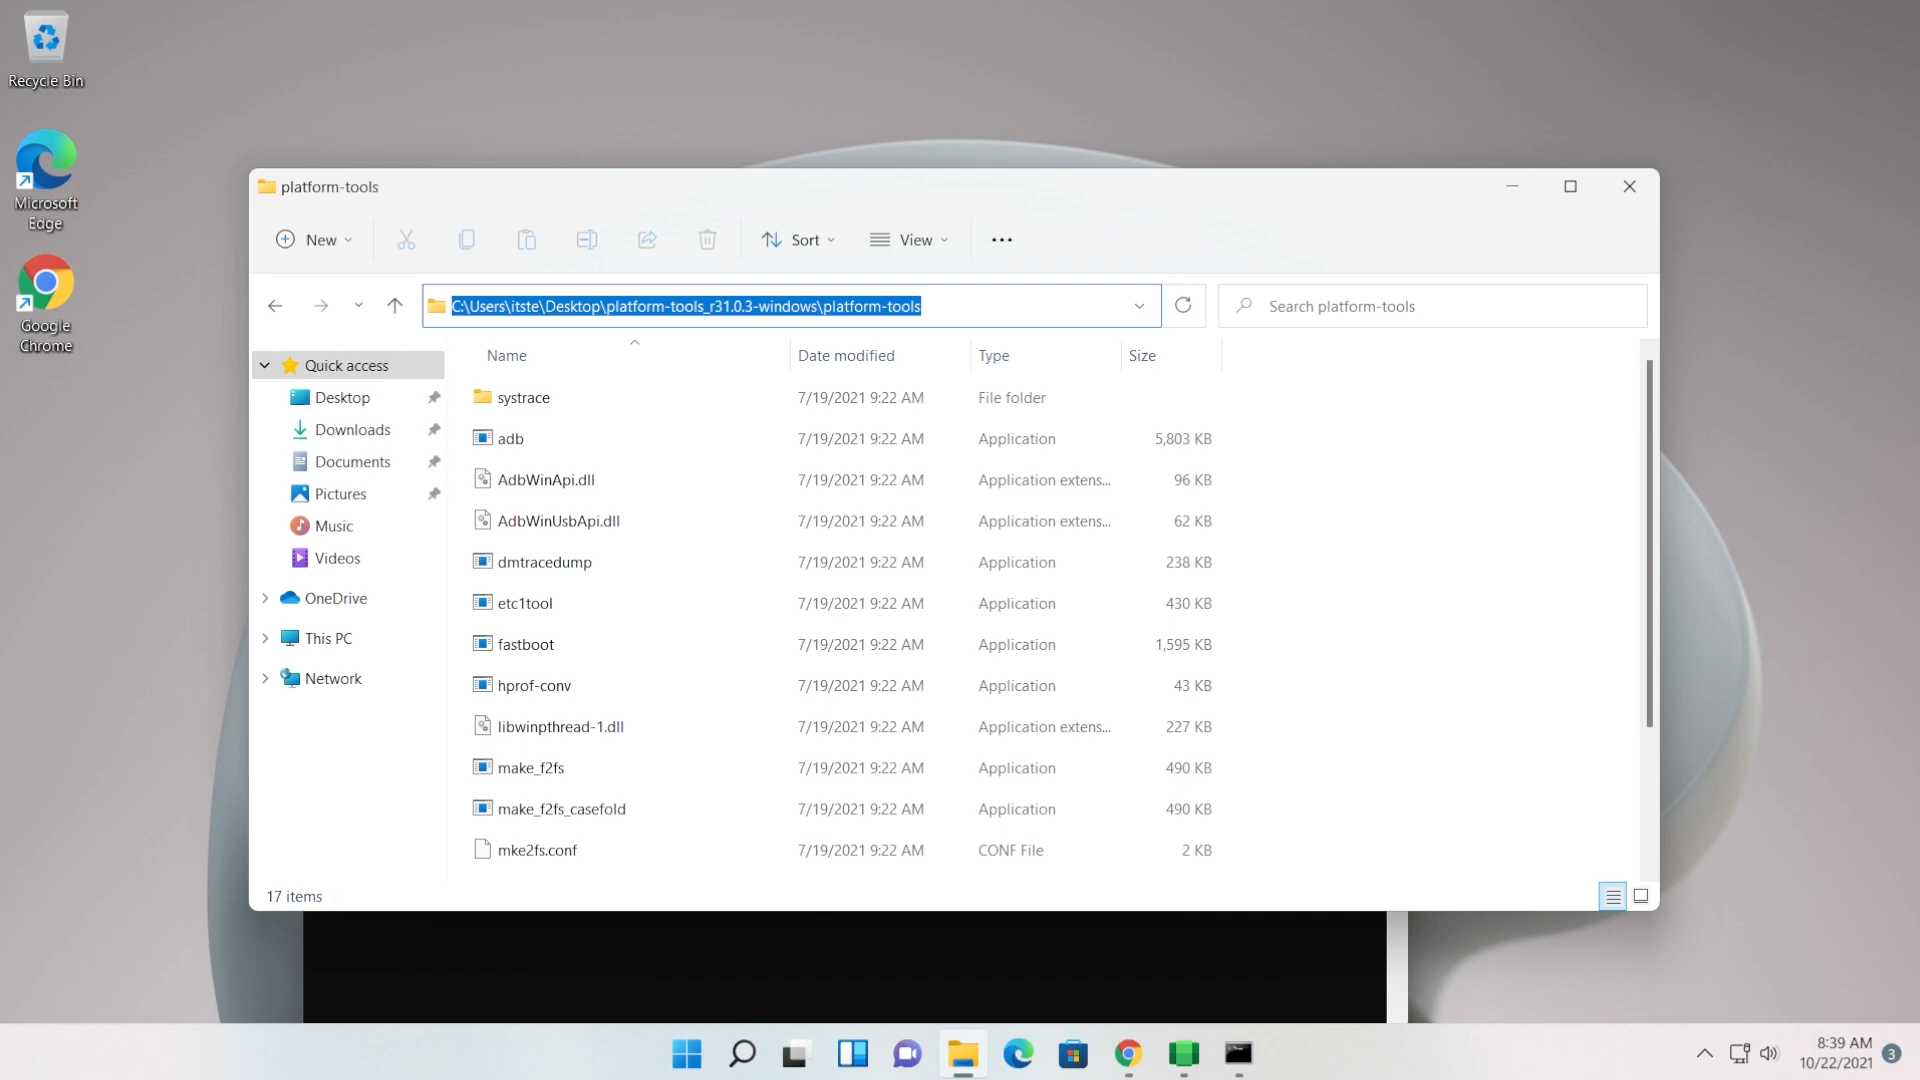 Recycle Bin
Microsoft
Edge
Google
Chrome
platform-tools
New
Sort
View
C:\Users\itste\Desktop\platform-tools_r31.0.3-windows\platform-tools
Search platform-tools
Quick access
Desktop
Downloads
Documents
Pictures
Music
Videos
OneDrive
This PC
Network
Name Date modified Type Size
systrace 7/19/2021 9:22 AM File folder
adb 7/19/2021 9:22 AM Application 5,803 KB
AdbWinApi.dll 7/19/2021 9:22 AM Application extens... 96 KB
AdbWinUsbApi.dll 7/19/2021 9:22 AM Application extens... 62 KB
dmtracedump 7/19/2021 9:22 AM Application 238 KB
etc1tool 7/19/2021 9:22 AM Application 430 KB
fastboot 7/19/2021 9:22 AM Application 1,595 KB
hprof-conv 7/19/2021 9:22 AM Application 43 KB
libwinpthread-1.dll 7/19/2021 9:22 AM Application extens... 227 KB
make_f2fs 7/19/2021 9:22 AM Application 490 KB
make_f2fs_casefold 7/19/2021 9:22 AM Application 490 KB
mke2fs.conf 7/19/2021 9:22 AM CONF File 2 KB
17 items
8:39 AM
10/22/2021
3